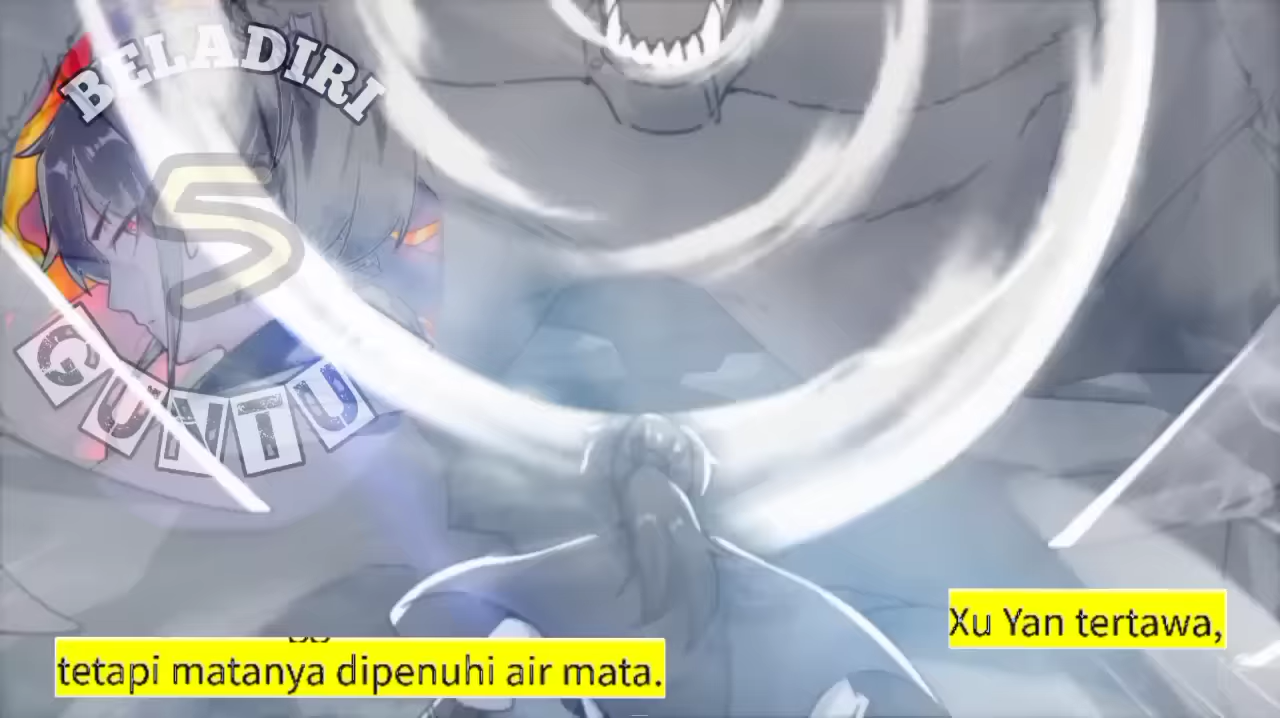 BELADIRI
5
GUNTU
Xu Yan tertawa,
tetapi matanya dipenuhi air mata.